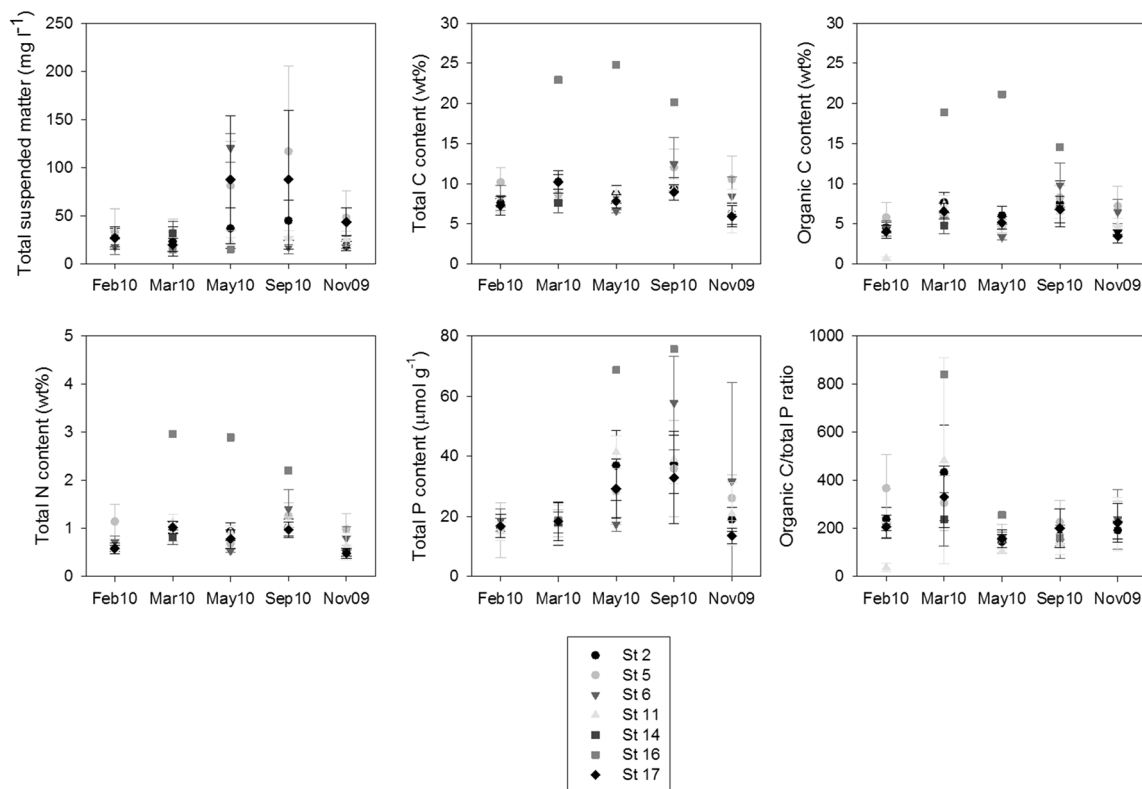 Total suspended matter (mg l⁻¹)
250
200
150
100
50
0
Feb10 Mar10 May10 Sep10 Nov09
Total C content (wt%)
30
25
20
15
10
5
0
Feb10 Mar10 May10 Sep10 Nov09
Organic C content (wt%)
30
25
20
15
10
5
0
Feb10 Mar10 May10 Sep10 Nov09
Total N content (wt%)
5
4
3
2
1
0
Feb10 Mar10 May10 Sep10 Nov09
Total P content (μmol g⁻¹)
80
60
40
20
0
Feb10 Mar10 May10 Sep10 Nov09
Organic C/total P ratio
1000
800
600
400
200
0
Feb10 Mar10 May10 Sep10 Nov09
St 2
St 5
St 6
St 11
St 14
St 16
St 17